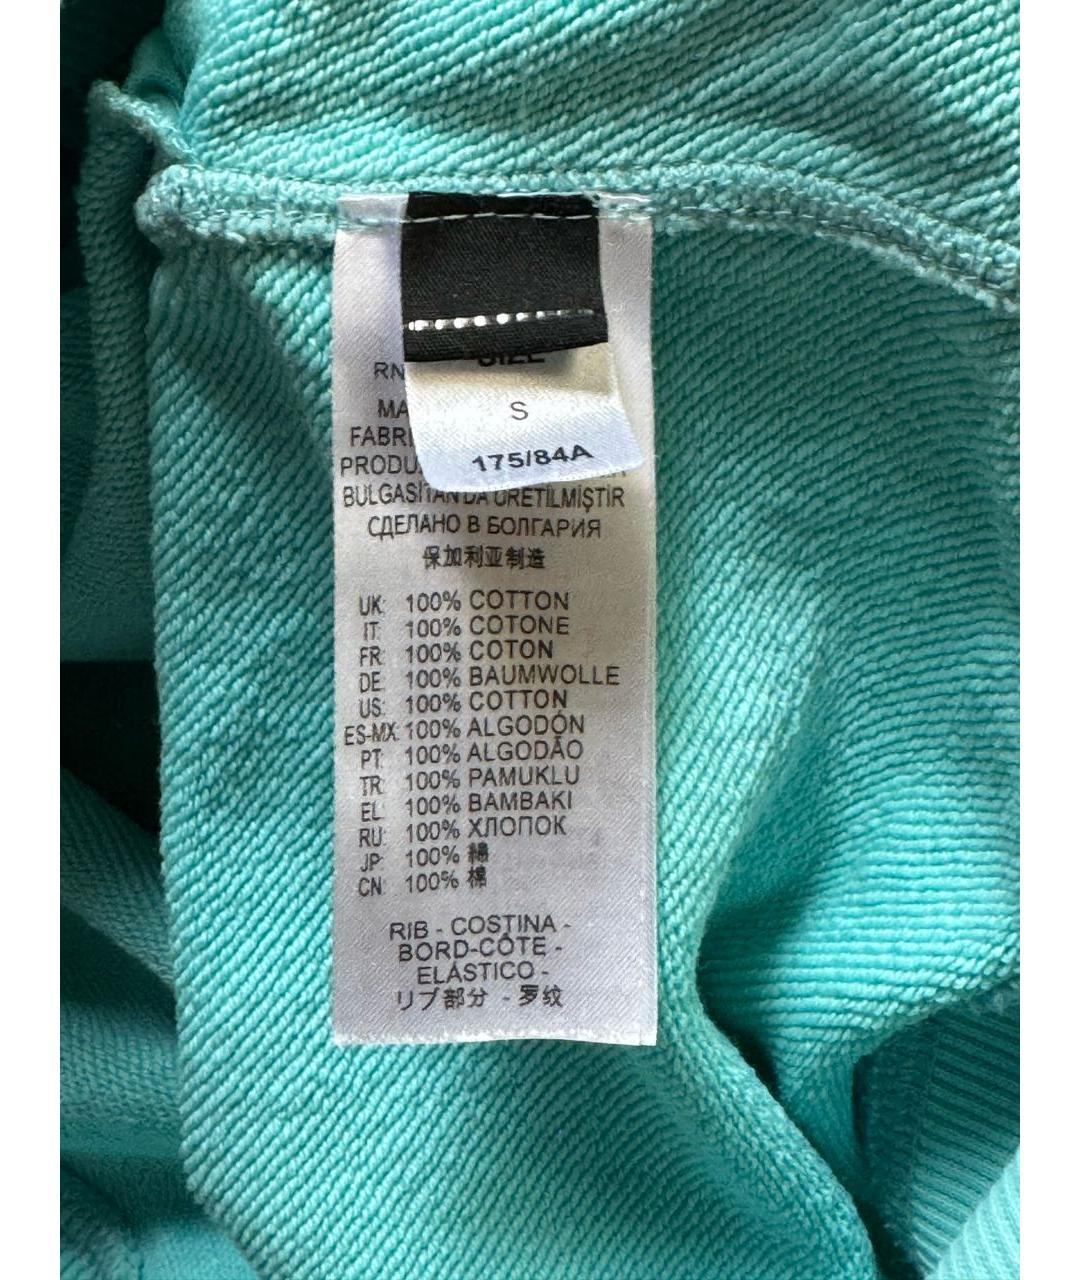 SIZE
S
175/84A
RN
BULGASİTAN'DA ÜRETİLMİŞTİR
СДЕЛАНО В БОЛГАРИЯ
保加利亚制造
UK: 100% COTTON
IT: 100% COTONE
FR: 100% COTON
DE: 100% BAUMWOLLE
US: 100% COTTON
ES-MX: 100% ALGODÓN
PT: 100% ALGODÃO
TR: 100% PAMUKLU
EL: 100% BAMBAKI
RU: 100% ХЛОПОК
JP: 100% 綿
CN: 100% 棉
RIB - COSTINA -
BORD-CÔTE -
ELÁSTICO -
リブ部分 - 罗纹